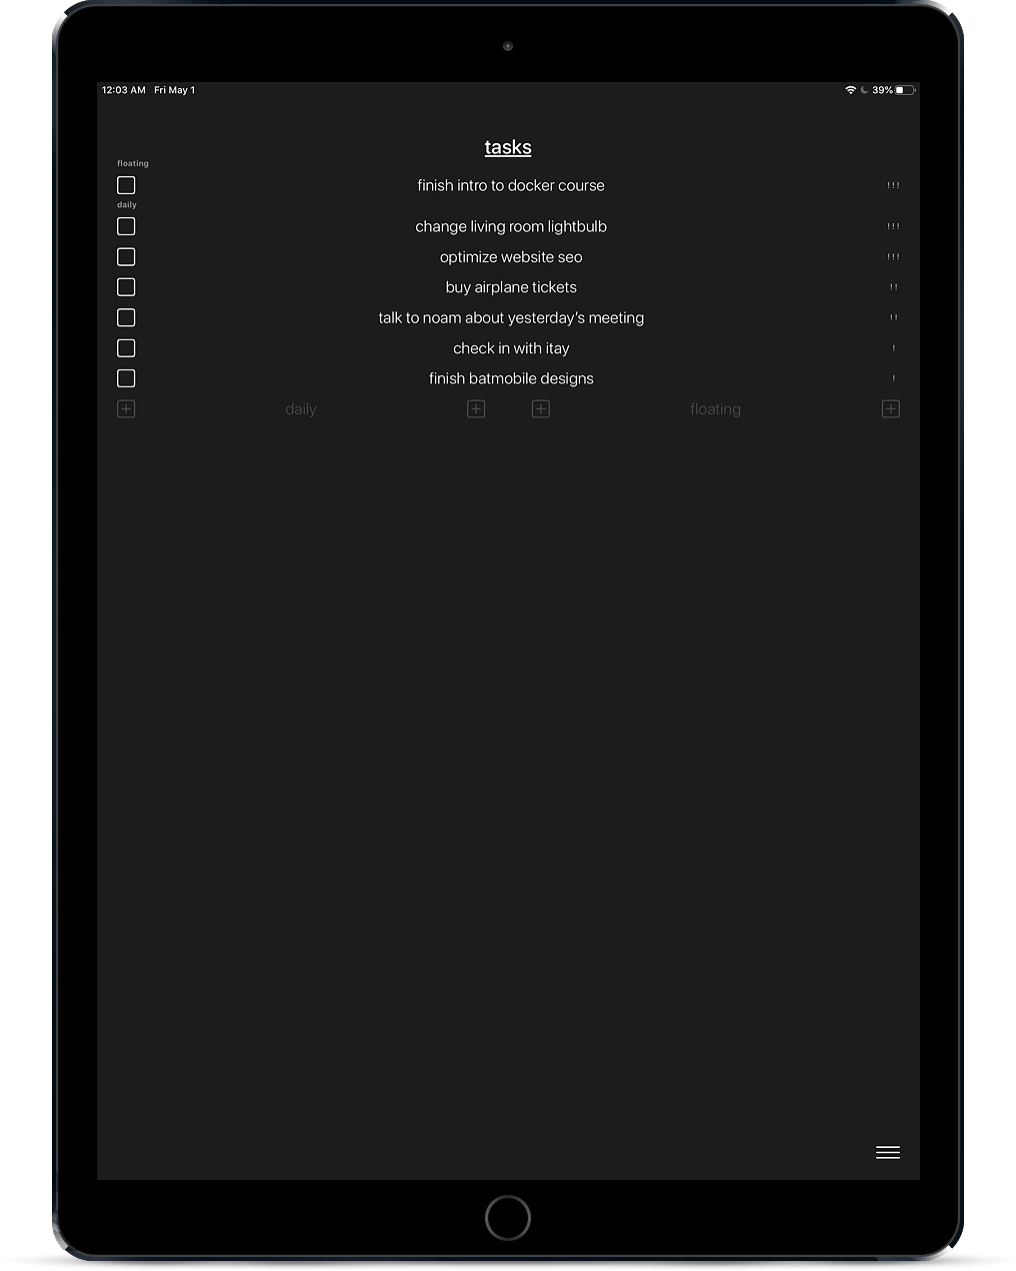 12:03 AM Fri May 1 39%
tasks
floating
finish intro to docker course !!!
daily
change living room lightbulb !!!
optimize website seo !!!
buy airplane tickets !!
talk to noam about yesterday’s meeting !!
check in with itay !
finish batmobile designs !
daily floating